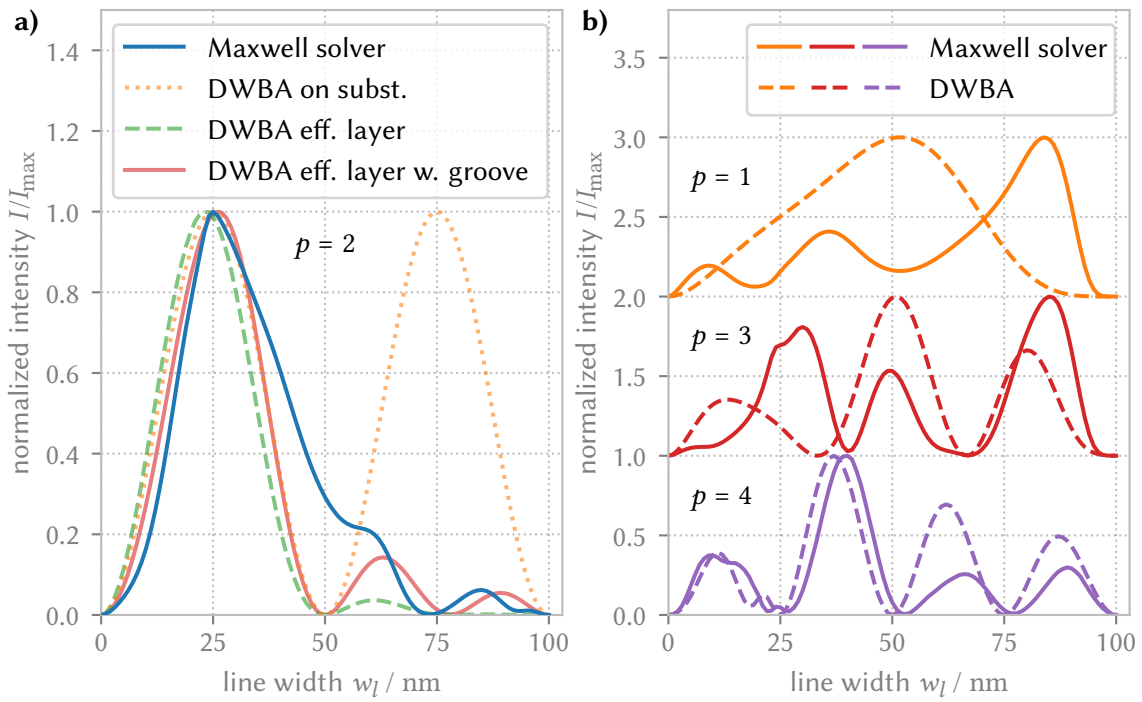 a)
Maxwell solver
DWBA on subst.
DWBA eff. layer
DWBA eff. layer w. groove
p = 2
1.4
1.2
1.0
0.8
0.6
0.4
0.2
0.0
0 25 50 75 100
normalized intensity I/I_max
line width w_l / nm
b)
Maxwell solver
DWBA
p = 1
p = 3
p = 4
3.5
3.0
2.5
2.0
1.5
1.0
0.5
0.0
0 25 50 75 100
normalized intensity I/I_max
line width w_l / nm